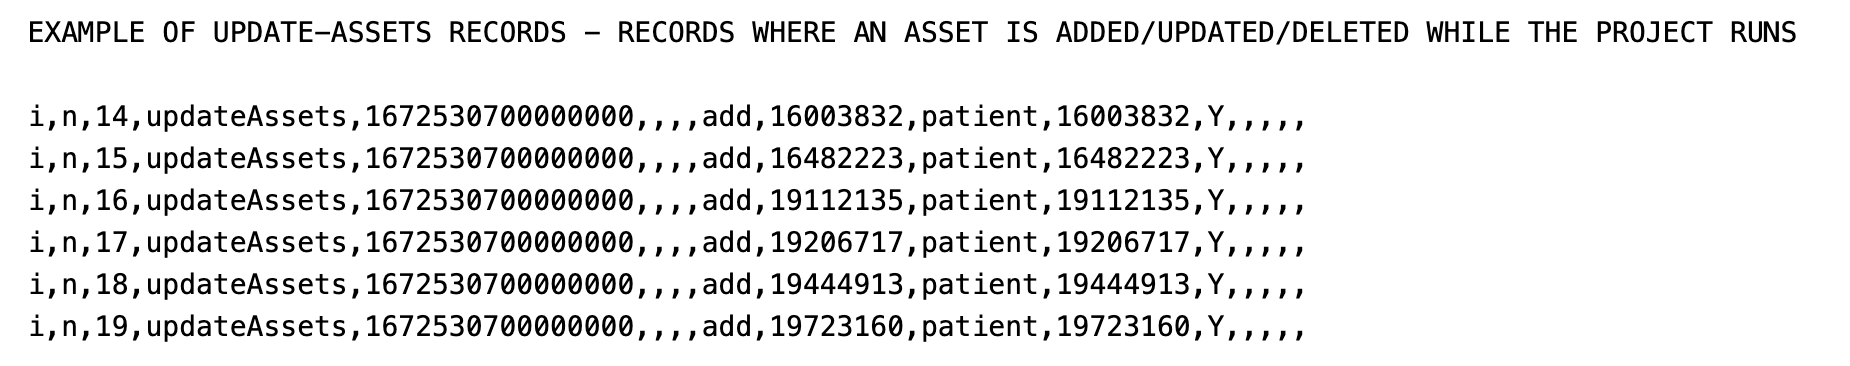 EXAMPLE OF UPDATE-ASSETS RECORDS - RECORDS WHERE AN ASSET IS ADDED/UPDATED/DELETED WHILE THE PROJECT RUNS
i,n,14,updateAssets,1672530700000000,,,,add,16003832,patient,16003832,Y,,,,,
i,n,15,updateAssets,1672530700000000,,,,add,16482223,patient,16482223,Y,,,,,
i,n,16,updateAssets,1672530700000000,,,,add,19112135,patient,19112135,Y,,,,,
i,n,17,updateAssets,1672530700000000,,,,add,19206717,patient,19206717,Y,,,,,
i,n,18,updateAssets,1672530700000000,,,,add,19444913,patient,19444913,Y,,,,,
i,n,19,updateAssets,1672530700000000,,,,add,19723160,patient,19723160,Y,,,,,